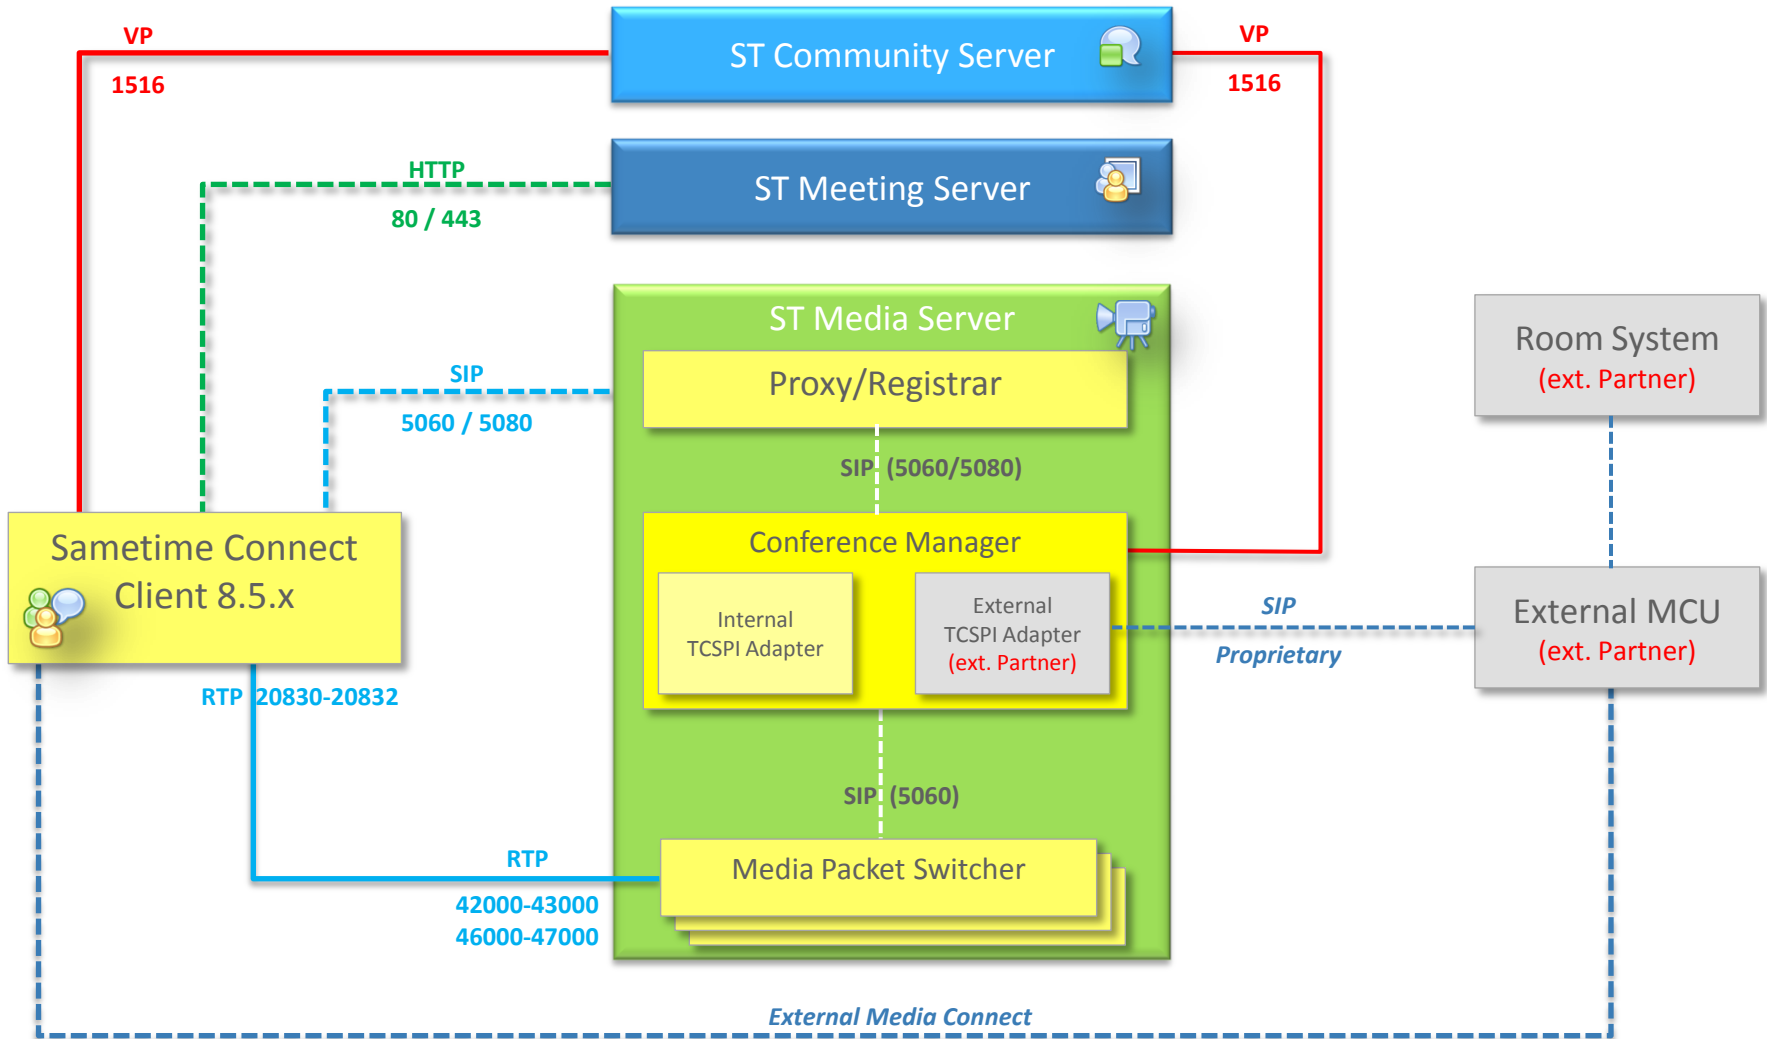 VP
1516
ST Community Server
VP
1516
HTTP
80 / 443
ST Meeting Server
ST Media Server
Proxy/Registrar
SIP
5060 / 5080
SIP (5060/5080)
Room System
(ext. Partner)
Sametime Connect
Client 8.5.x
Conference Manager
Internal
TCSPI Adapter
External
TCSPI Adapter
(ext. Partner)
SIP
Proprietary
External MCU
(ext. Partner)
RTP 20830-20832
SIP (5060)
RTP
42000-43000
46000-47000
Media Packet Switcher
External Media Connect